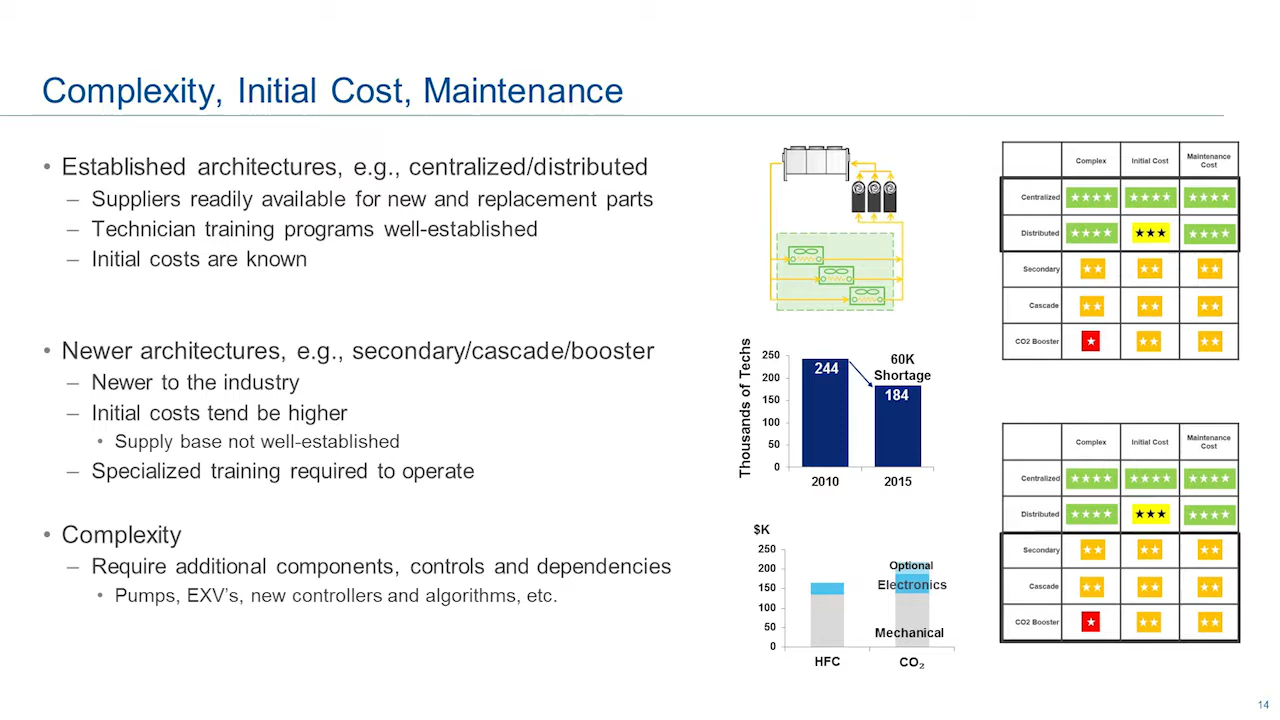 Complexity, Initial Cost, Maintenance
• Established architectures, e.g., centralized/distributed
– Suppliers readily available for new and replacement parts
– Technician training programs well-established
– Initial costs are known
• Newer architectures, e.g., secondary/cascade/booster
– Newer to the industry
– Initial costs tend be higher
• Supply base not well-established
– Specialized training required to operate
• Complexity
– Require additional components, controls and dependencies
• Pumps, EXV’s, new controllers and algorithms, etc.
Thousands of Techs
250
200
150
100
50
0
244
60K
Shortage
184
2010 2015
$K
250
200
150
100
50
0
Optional
Electronics
Mechanical
HFC CO₂
Complex Initial Cost Maintenance Cost
Centralized ★★★★ ★★★★ ★★★★
Distributed ★★★★ ★★★ ★★★★
Secondary ★★ ★★ ★★
Cascade ★★ ★★ ★★
CO2 Booster ★ ★★ ★★
Complex Initial Cost Maintenance Cost
Centralized ★★★★ ★★★★ ★★★★
Distributed ★★★★ ★★★ ★★★★
Secondary ★★ ★★ ★★
Cascade ★★ ★★ ★★
CO2 Booster ★ ★★ ★★
14